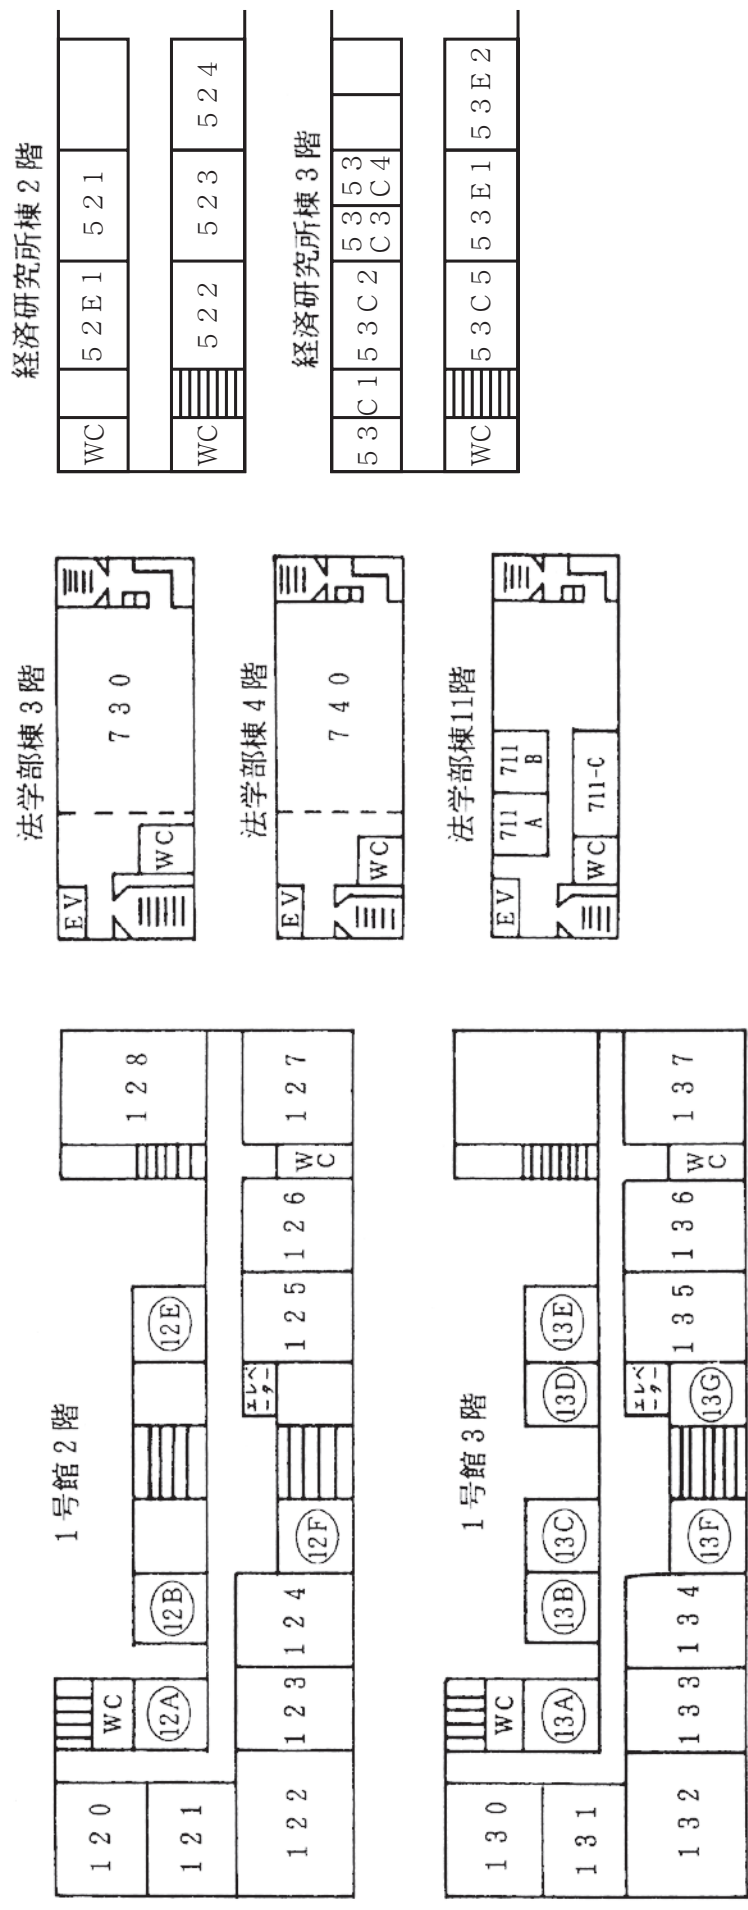 1号館2階
120
121
122
WC
12A
123
12B
124
12F
12E
エレベーター
125
126
WC
128
127
1号館3階
130
131
132
WC
13A
133
13B
134
13C
13F
13D
13G
13E
エレベーター
135
136
WC
137
法学部棟3階
EV
WC
730
法学部棟4階
EV
WC
740
法学部棟11階
EV
WC
711
A
711
B
711-C
経済研究所棟2階
WC
52E1
521
WC
522
523
524
経済研究所棟3階
53C1
53C2
53
C3
53
C4
WC
53C5
53E1
53E2